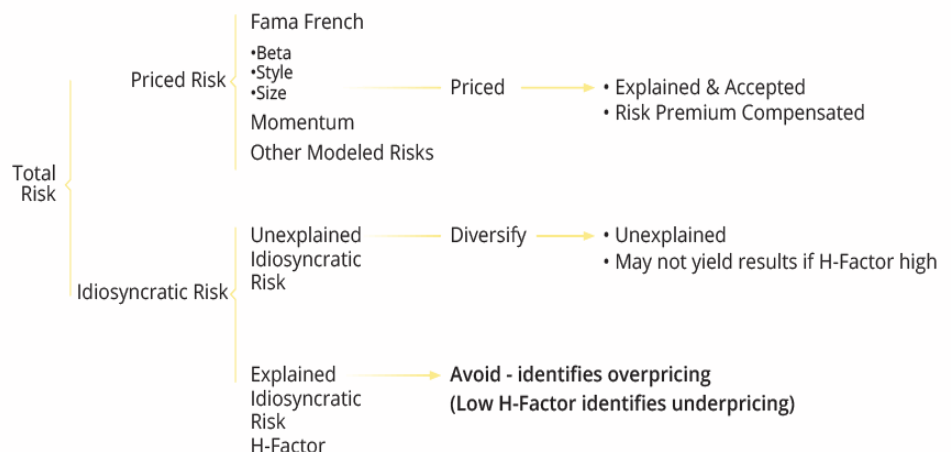 Fama French
•Beta
•Style
•Size
Momentum
Other Modeled Risks
Priced Risk
Priced
• Explained & Accepted
• Risk Premium Compensated
Total
Risk
Idiosyncratic Risk
Unexplained
Idiosyncratic
Risk
Diversify
• Unexplained
• May not yield results if H-Factor high
Explained
Idiosyncratic
Risk
H-Factor
Avoid - identifies overpricing
(Low H-Factor identifies underpricing)